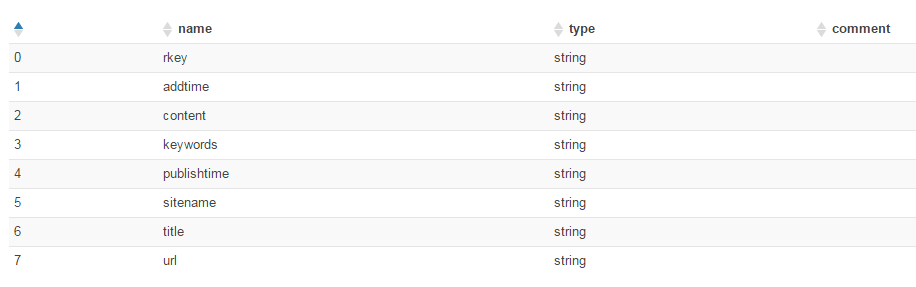 name type comment
0 rkey string
1 addtime string
2 content string
3 keywords string
4 publishtime string
5 sitename string
6 title string
7 url string